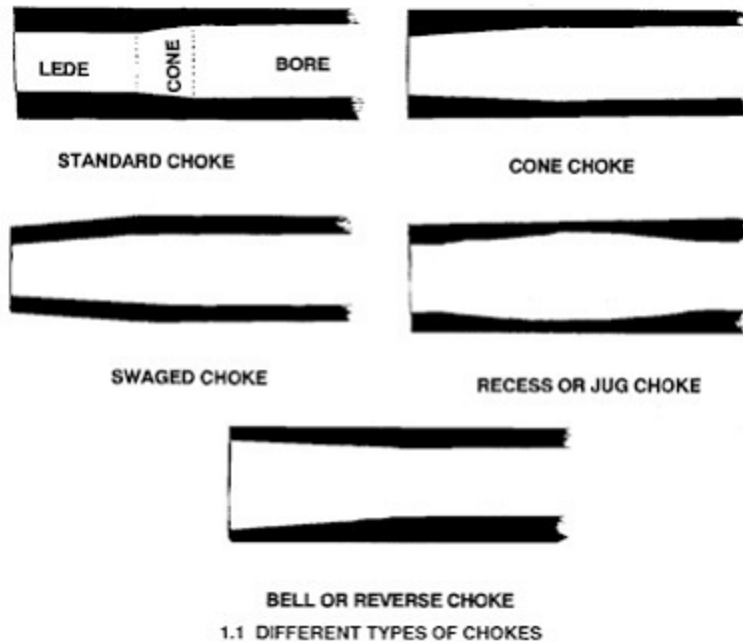 LEDE
CONE
BORE
STANDARD CHOKE
CONE CHOKE
SWAGED CHOKE
RECESS OR JUG CHOKE
BELL OR REVERSE CHOKE
1.1 DIFFERENT TYPES OF CHOKES